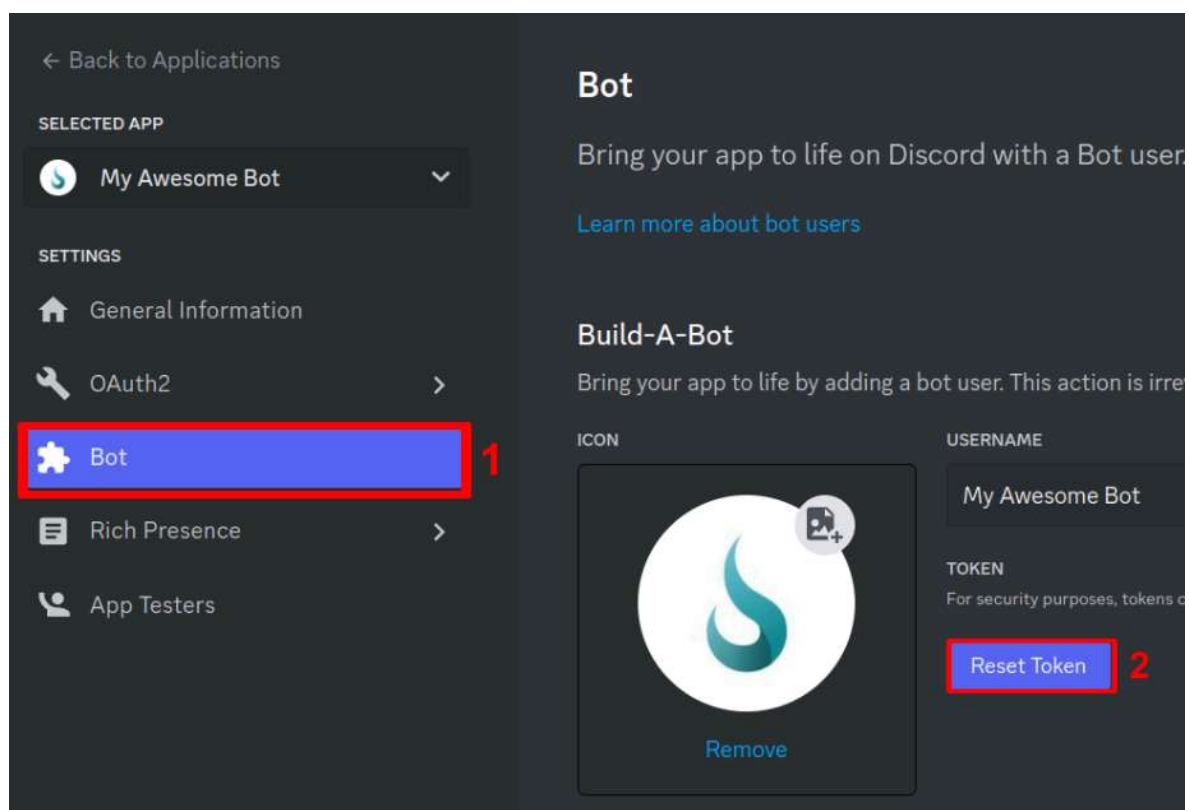 ← Back to Applications
SELECTED APP
My Awesome Bot
SETTINGS
General Information
OAuth2
Bot
1
Rich Presence
App Testers
Bot
Bring your app to life on Discord with a Bot user.
Learn more about bot users
Build-A-Bot
Bring your app to life by adding a bot user. This action is
ICON
Remove
USERNAME
My Awesome Bot
TOKEN
For security purposes, tokens
Reset Token
2